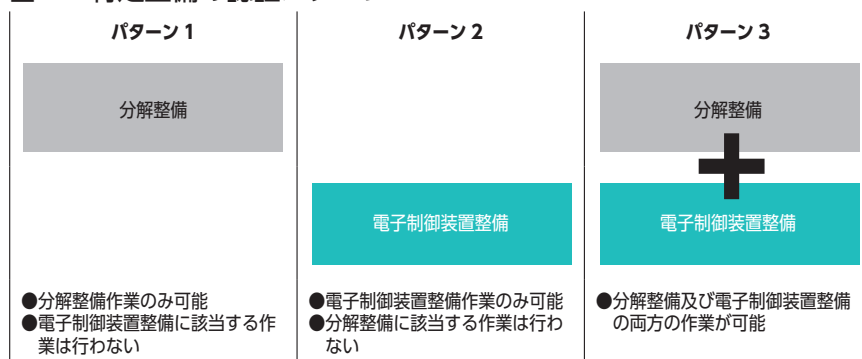 パターン 1
分解整備
●分解整備作業のみ可能
●電子制御装置整備に該当する作
業は行わない
パターン 2
電子制御装置整備
●電子制御装置整備作業のみ可能
●分解整備に該当する作業は行わ
ない
パターン 3
分解整備
電子制御装置整備
●分解整備及び電子制御装置整備
の両方の作業が可能